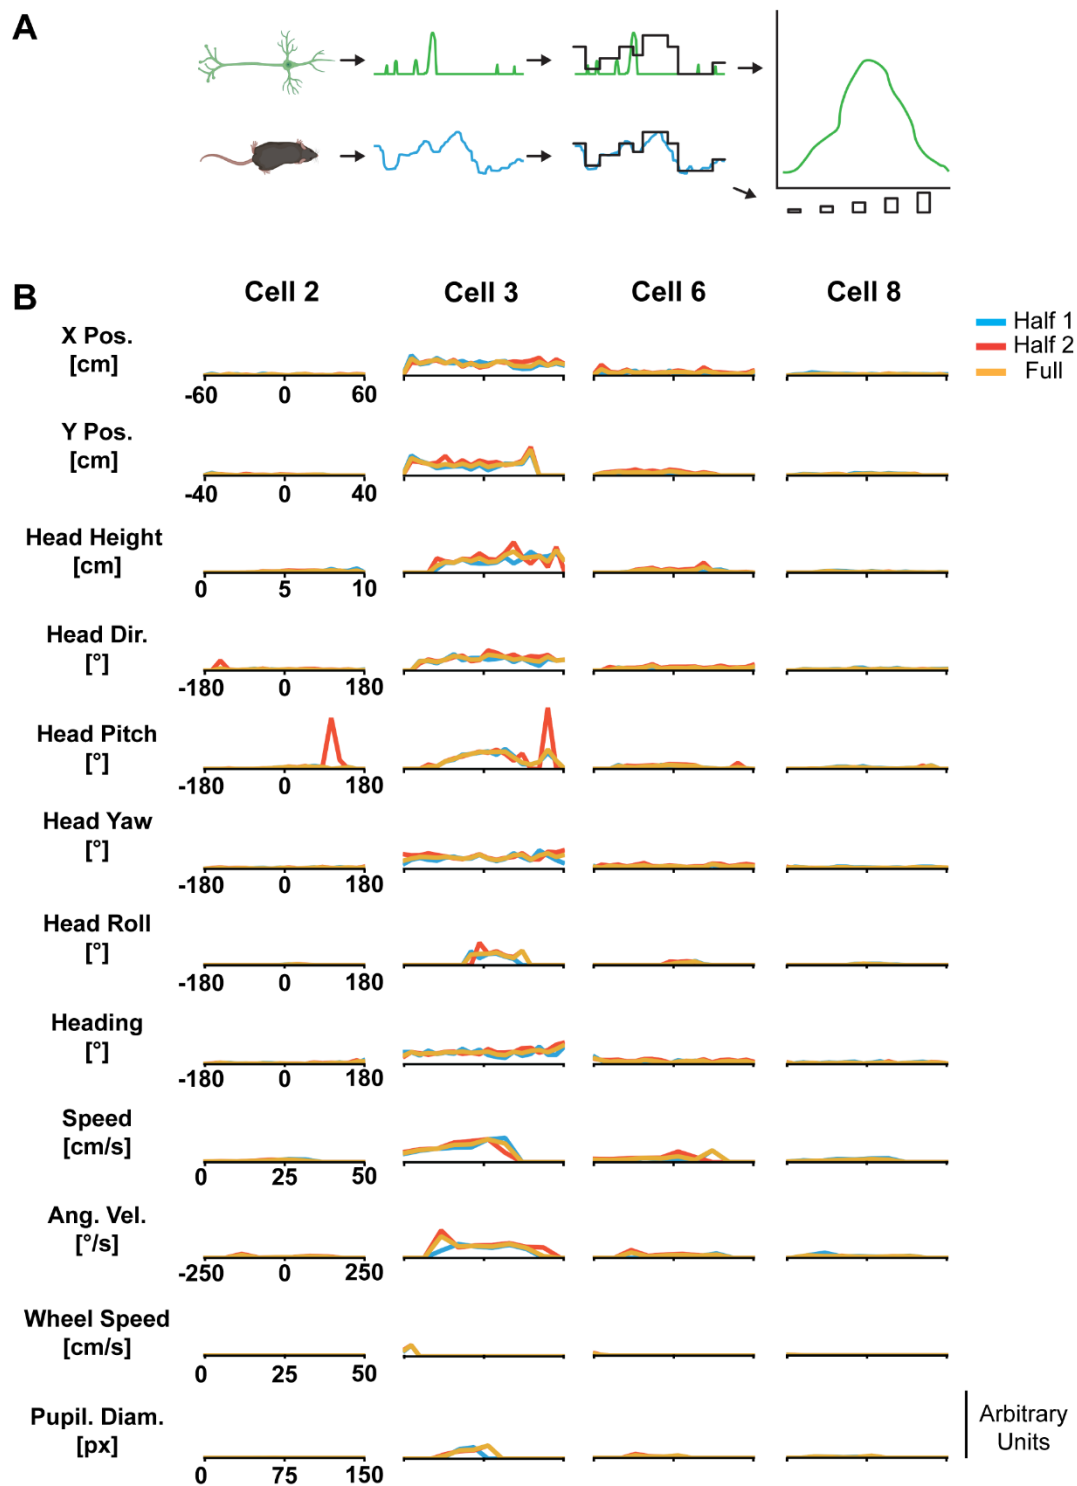 A
B
Cell 2 Cell 3 Cell 6 Cell 8
Half 1
Half 2
Full
X Pos.
[cm]
-60 0 60
Y Pos.
[cm]
-40 0 40
Head Height
[cm]
0 5 10
Head Dir.
[°]
-180 0 180
Head Pitch
[°]
-180 0 180
Head Yaw
[°]
-180 0 180
Head Roll
[°]
-180 0 180
Heading
[°]
-180 0 180
Speed
[cm/s]
0 25 50
Ang. Vel.
[°/s]
-250 0 250
Wheel Speed
[cm/s]
0 25 50
Pupil. Diam.
[px]
0 75 150
Arbitrary
Units